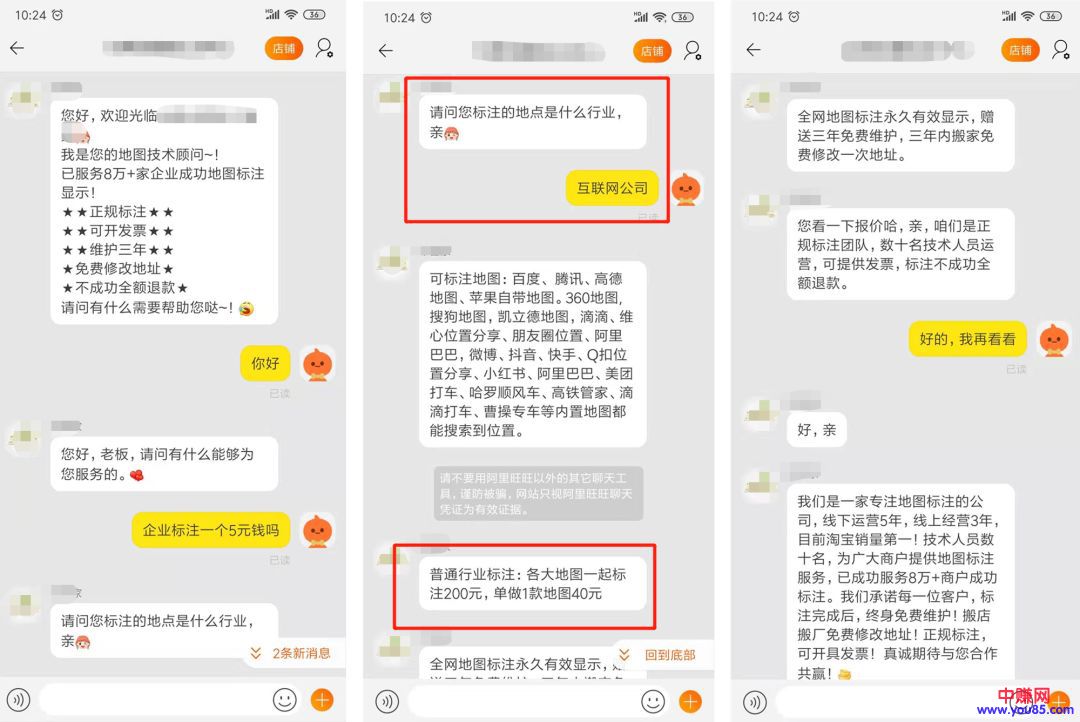 10:24
36
店铺
您好，欢迎光临
我是您的地图技术顾问~！
已服务8万+家企业成功地图标注
显示！
★★正规标注★★
★★可开发票★★
★★维护三年★★
★免费修改地址★
★不成功全额退款★
请问有什么需要帮助您哒~！
你好
已读
您好，老板，请问有什么能够为
您服务的。
企业标注一个5元钱吗
已读
家
请问您标注的地点是什么行业，
亲
2条新消息
10:24
36
店铺
请问您标注的地点是什么行业，
亲
互联网公司
已读
可标注地图：百度、腾讯、高德
地图、苹果自带地图。360地图,
搜狗地图，凯立德地图，滴滴、维
心位置分享、朋友圈位置、阿里
巴巴，微博、抖音、快手、Q扣位
置分享、小红书、阿里巴巴、美团
打车、哈罗顺风车、高铁管家、滴
滴打车、曹操专车等内置地图都
能搜索到位置。
请不要用阿里旺旺以外的其它聊天工
具，谨防被骗，网站只视阿里旺旺聊天
凭证为有效证据。
普通行业标注：各大地图一起标
注200元，单做1款地图40元
全网地图标注永久有效显示，
回到底部
10:24
36
店铺
全网地图标注永久有效显示，赠
送三年免费维护，三年内搬家免
费修改一次地址。
您看一下报价哈，亲，咱们是正
规标注团队，数十名技术人员运
营，可提供发票，标注不成功全
额退款。
好的，我再看看
已读
好，亲
我们是一家专注地图标注的公
司，线下运营5年，线上经营3年，
目前淘宝销量第一！技术人员数
十名，为广大商户提供地图标注
服务，已成功服务8万+商户成功
标注。我们承诺每一位客户，标
注完成后，终身免费维护！搬店
搬厂免费修改地址！正规标注，
可开具发票！真诚期待与您合作
共赢！
中赚网
www.you85.com